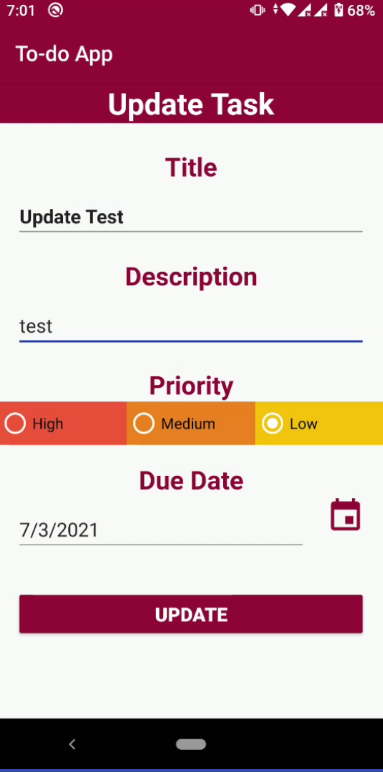 7:01 68%
To-do App
Update Task
Title
Update Test
Description
test
Priority
High Medium Low
Due Date
7/3/2021
UPDATE